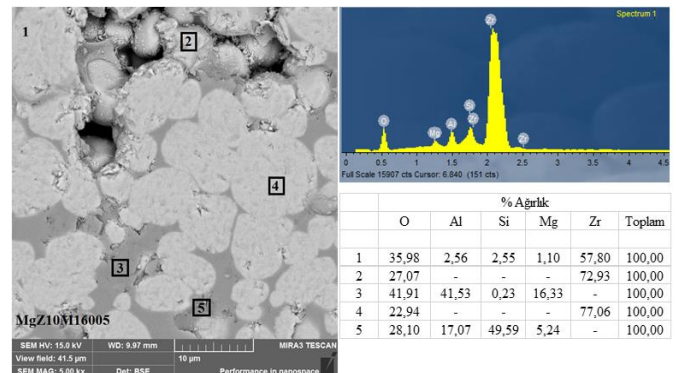 1
2
4
3
5
MgZ10M16005
SEM HV: 15.0 kV WD: 9.97 mm MIRA3 TESCAN
View field: 41.5 µm 10 µm
SEM MAG: 5.00 kx Det: BSE Performance in nanospace
Spectrum 1
Zr
O Mg Al Si Zr Zr
0 0.5 1 1.5 2 2.5 3 3.5 4 4.5
Full Scale 15907 cts Cursor: 6.840 (151 cts)
% Ağırlık
O Al Si Mg Zr Toplam
1 35,98 2,56 2,55 1,10 57,80 100,00
2 27,07 - - - 72,93 100,00
3 41,91 41,53 0,23 16,33 - 100,00
4 22,94 - - - 77,06 100,00
5 28,10 17,07 49,59 5,24 - 100,00